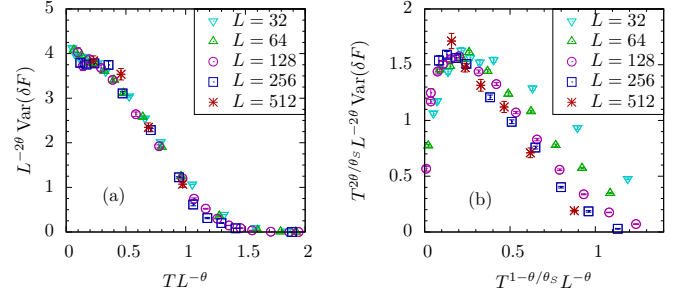 L = 32
L = 64
L = 128
L = 256
L = 512
5
4
3
2
1
0
L^{-2θ} Var(δF)
(a)
0 0.5 1 1.5 2
TL^{-θ}
L = 32
L = 64
L = 128
L = 256
L = 512
2
1.5
1
0.5
0
T^{2θ/θ_S} L^{-2θ} Var(δF)
(b)
0 0.5 1
T^{1-θ/θ_S} L^{-θ}